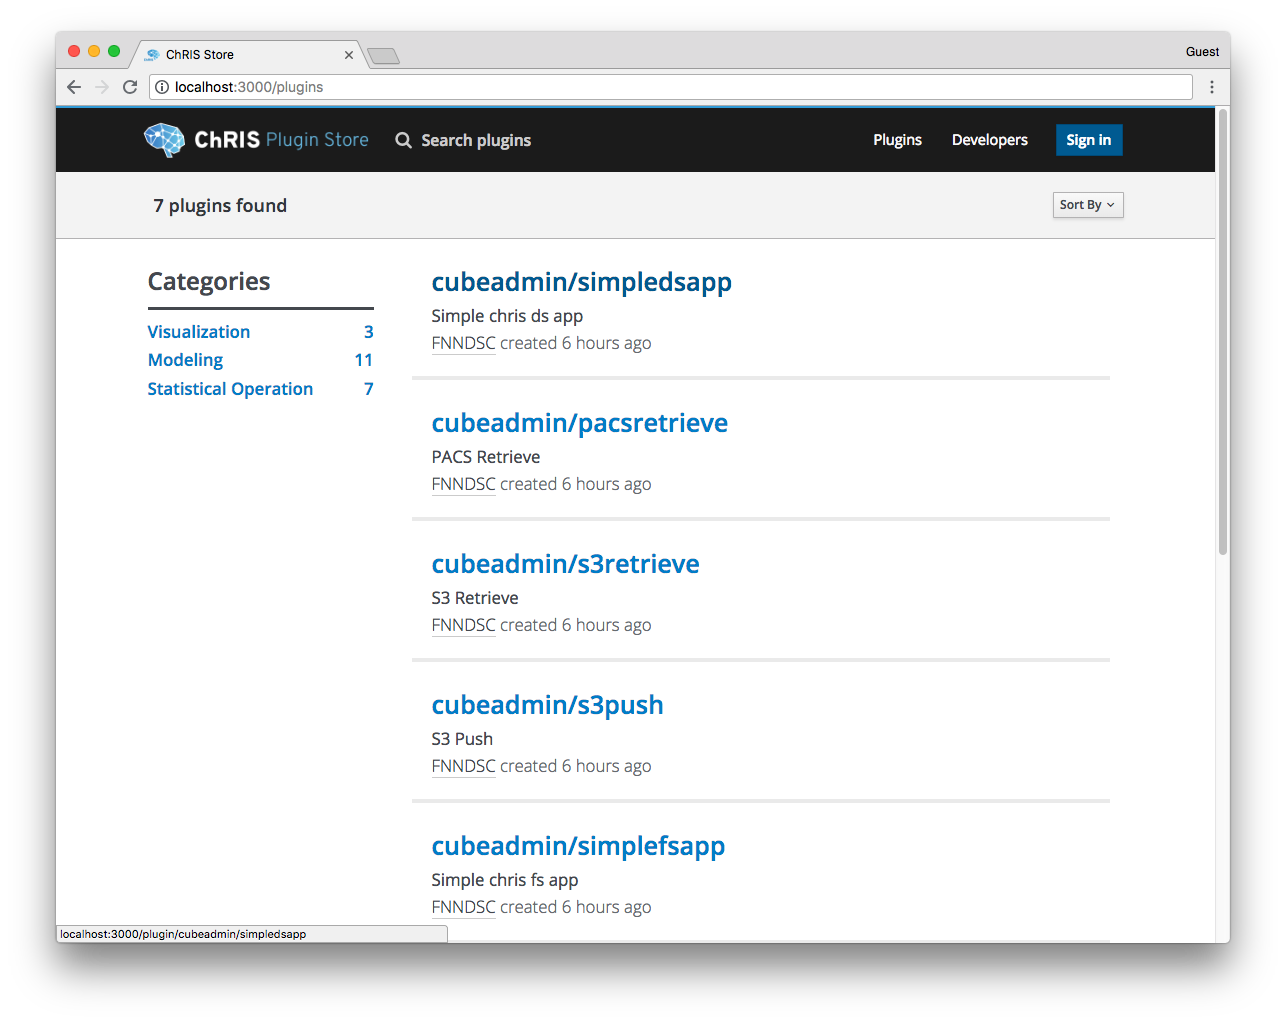 ChRIS Store
Guest
localhost:3000/plugins
ChRIS Plugin Store
Search plugins
Plugins
Developers
Sign in
7 plugins found
Sort By
Categories
Visualization 3
Modeling 11
Statistical Operation 7
cubeadmin/simpledsapp
Simple chris ds app
FNNDSC created 6 hours ago
cubeadmin/pacsretrieve
PACS Retrieve
FNNDSC created 6 hours ago
cubeadmin/s3retrieve
S3 Retrieve
FNNDSC created 6 hours ago
cubeadmin/s3push
S3 Push
FNNDSC created 6 hours ago
cubeadmin/simplefsapp
Simple chris fs app
FNNDSC created 6 hours ago
localhost:3000/plugin/cubeadmin/simpledsapp